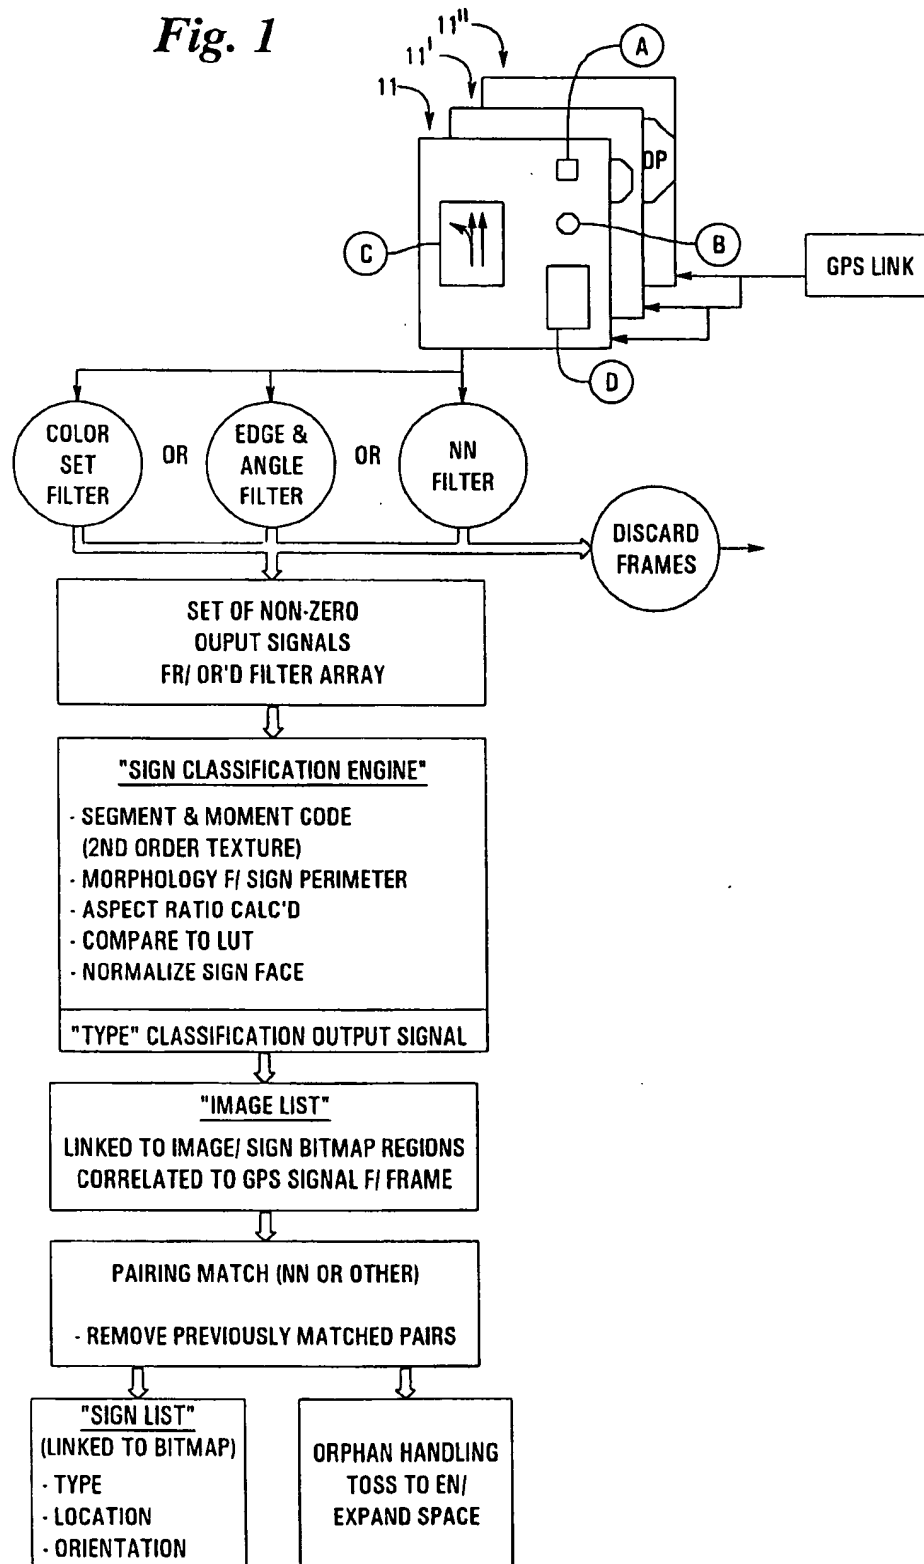 Fig. 1
11"
11'
11
A
DP
B
C
GPS LINK
D
COLOR
SET
FILTER
OR
EDGE &
ANGLE
FILTER
OR
NN
FILTER
DISCARD
FRAMES
SET OF NON-ZERO
OUPUT SIGNALS
FR/ OR'D FILTER ARRAY
"SIGN CLASSIFICATION ENGINE"
- SEGMENT & MOMENT CODE
(2ND ORDER TEXTURE)
- MORPHOLOGY F/ SIGN PERIMETER
- ASPECT RATIO CALC'D
- COMPARE TO LUT
- NORMALIZE SIGN FACE
"TYPE" CLASSIFICATION OUTPUT SIGNAL
"IMAGE LIST"
LINKED TO IMAGE/ SIGN BITMAP REGIONS
CORRELATED TO GPS SIGNAL F/ FRAME
PAIRING MATCH (NN OR OTHER)
- REMOVE PREVIOUSLY MATCHED PAIRS
"SIGN LIST"
(LINKED TO BITMAP)
- TYPE
- LOCATION
- ORIENTATION
ORPHAN HANDLING
TOSS TO EN/
EXPAND SPACE